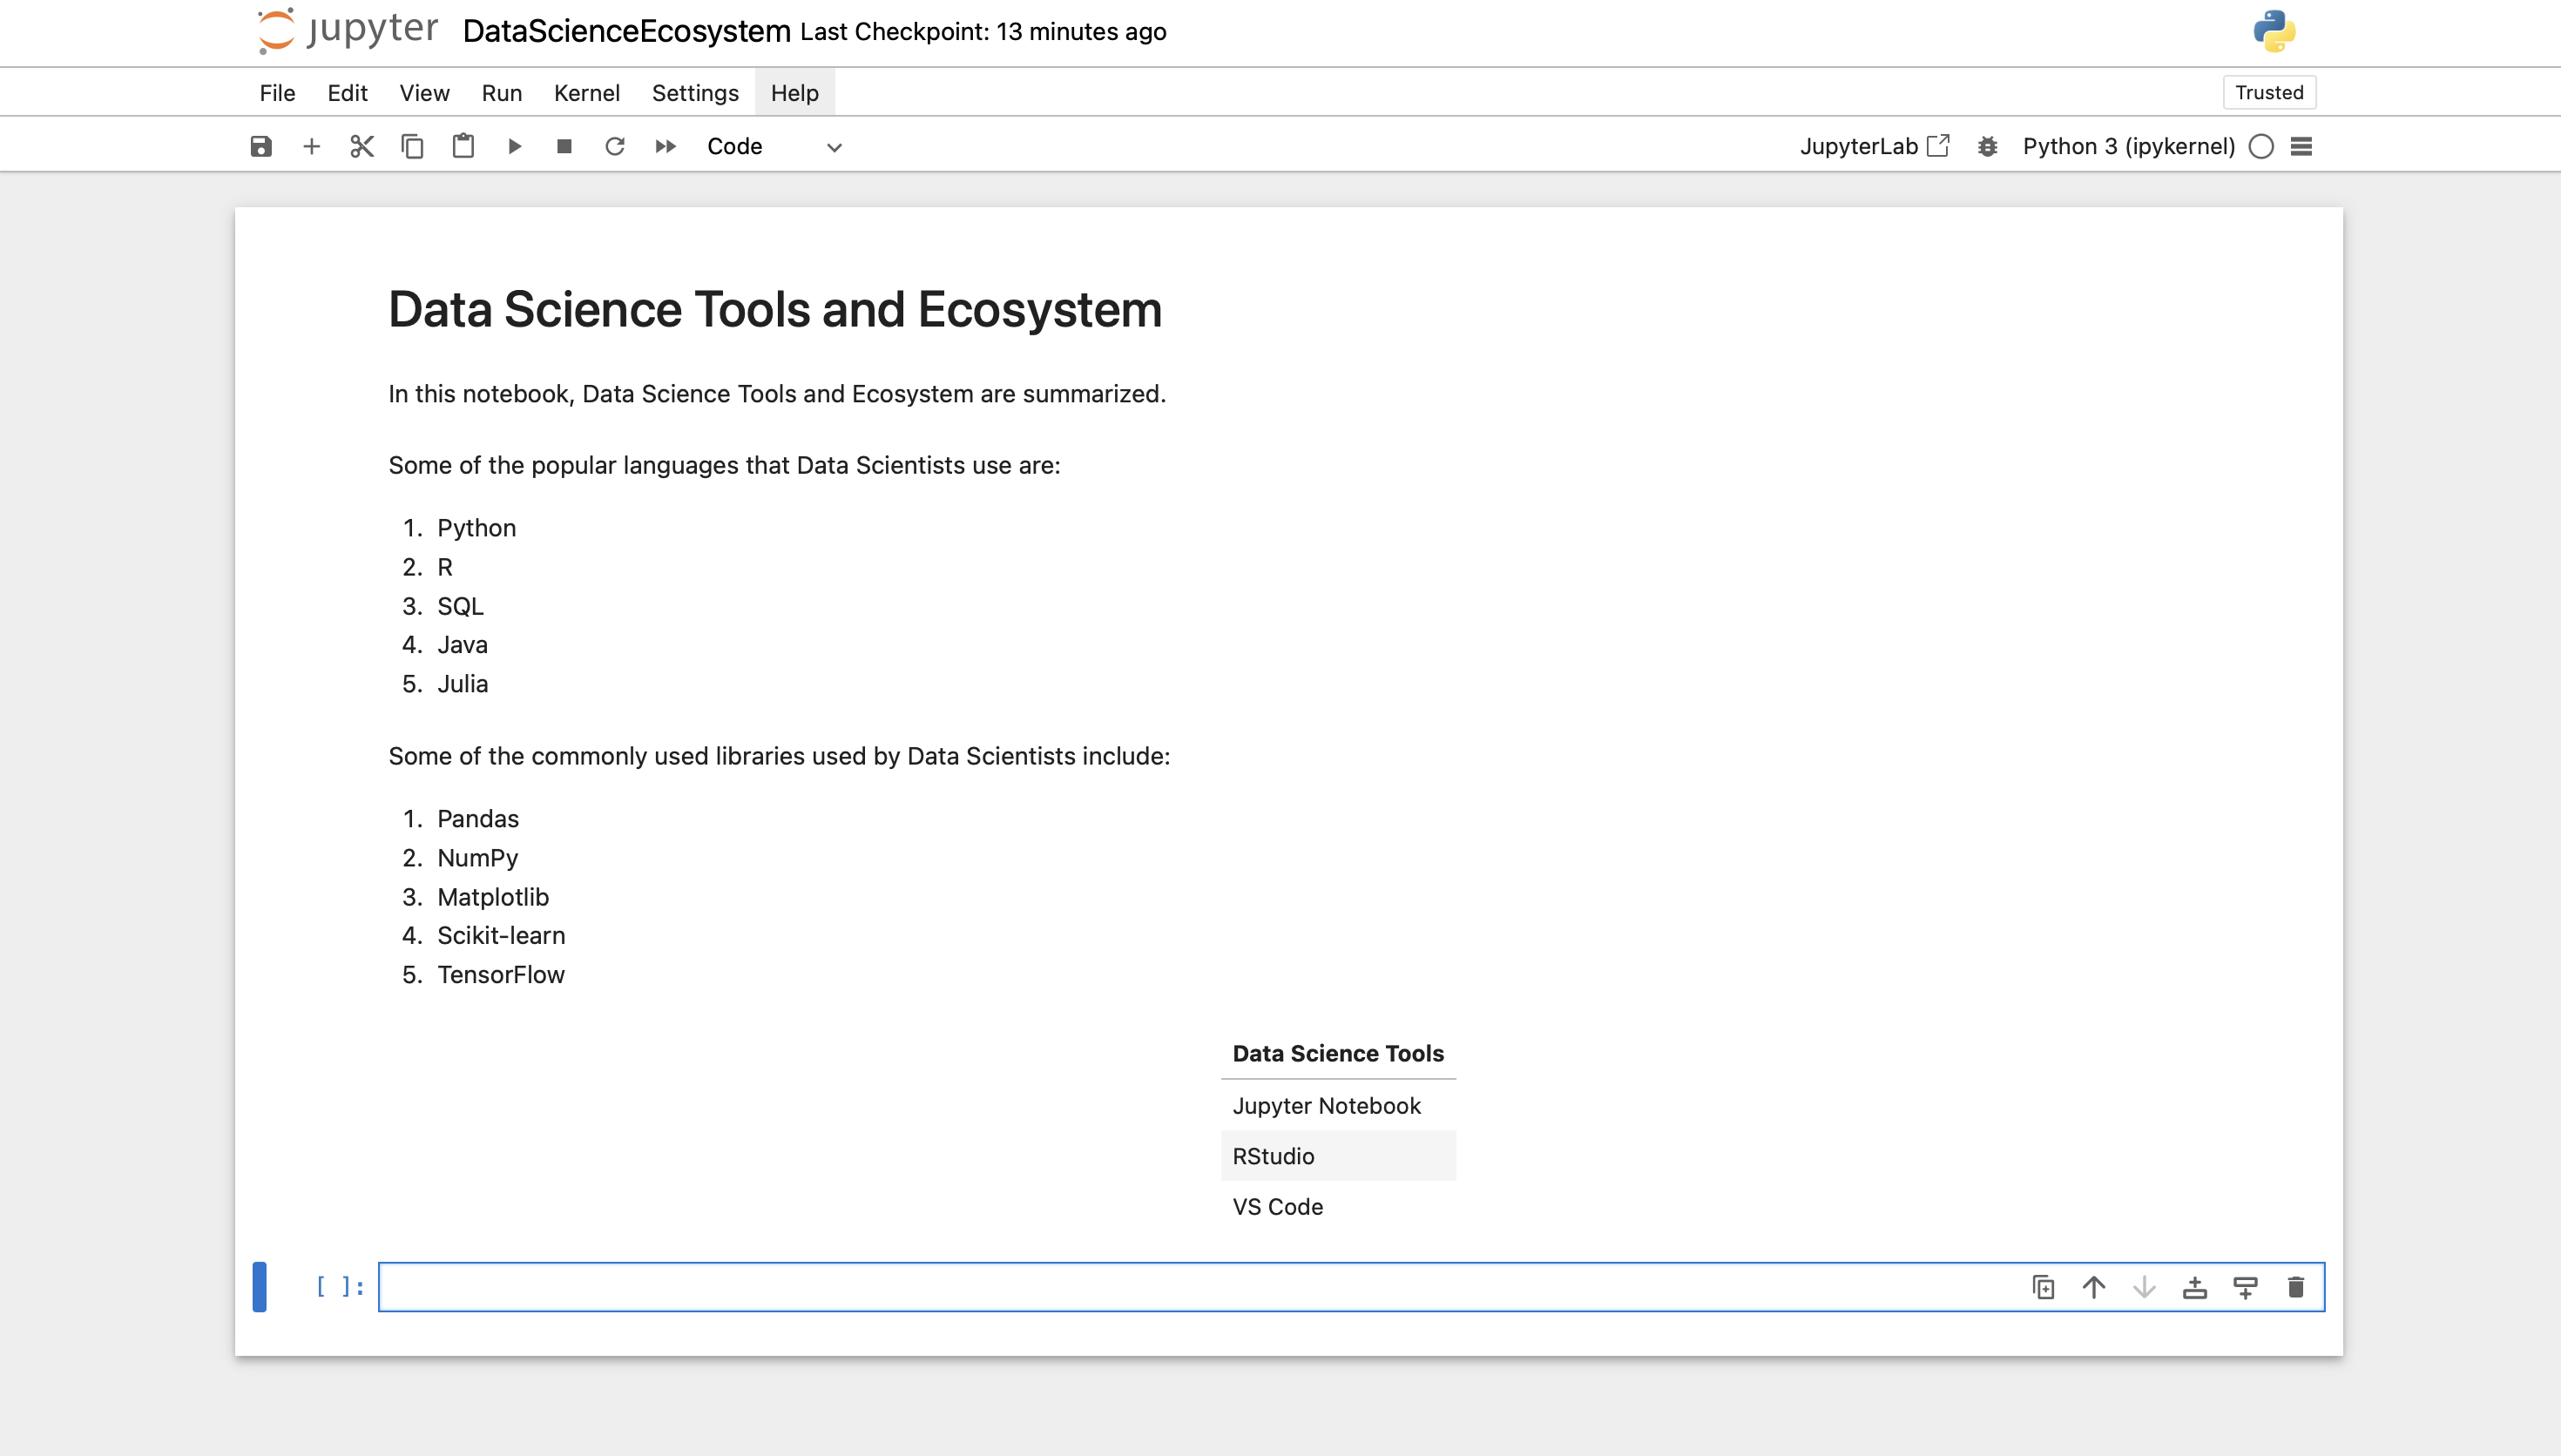 jupyter DataScienceEcosystem Last Checkpoint: 13 minutes ago
File Edit View Run Kernel Settings Help Trusted
Code JupyterLab Python 3 (ipykernel)
Data Science Tools and Ecosystem
In this notebook, Data Science Tools and Ecosystem are summarized.
Some of the popular languages that Data Scientists use are:
1. Python
2. R
3. SQL
4. Java
5. Julia
Some of the commonly used libraries used by Data Scientists include:
1. Pandas
2. NumPy
3. Matplotlib
4. Scikit-learn
5. TensorFlow
Data Science Tools
Jupyter Notebook
RStudio
VS Code
[ ]: